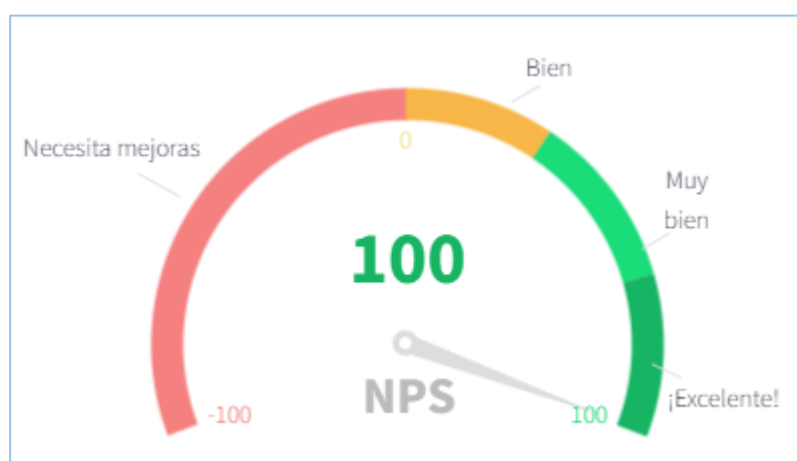 Bien
Necesita mejoras
0
Muy
bien
100
NPS
-100
100
¡Excelente!